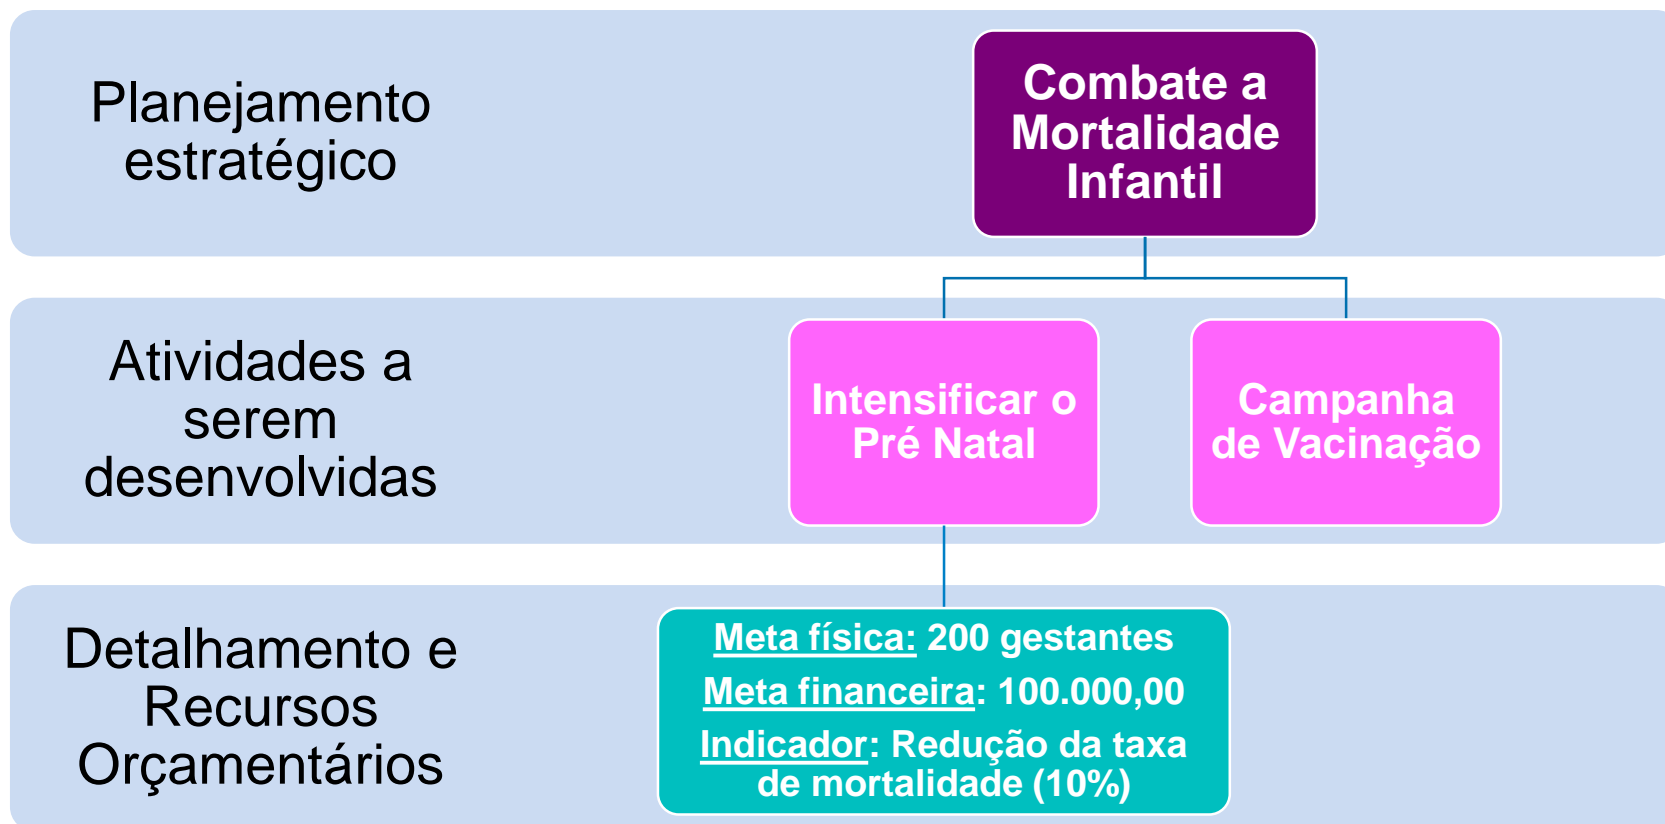 Planejamento
estratégico
Combate a
Mortalidade
Infantil
Atividades a
serem
desenvolvidas
Intensificar o
Pré Natal
Campanha
de Vacinação
Detalhamento e
Recursos
Orçamentários
Meta física: 200 gestantes
Meta financeira: 100.000,00
Indicador: Redução da taxa
de mortalidade (10%)